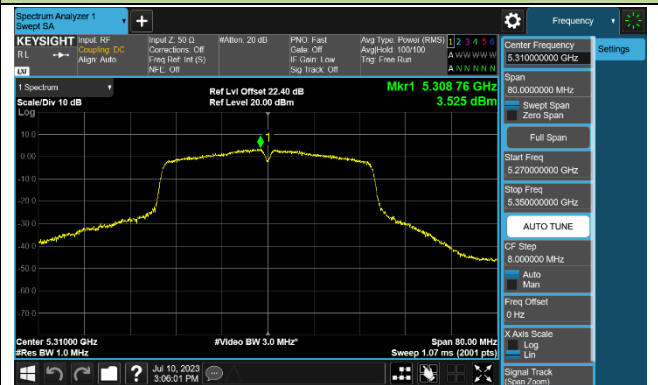 Spectrum Analyzer 1
Swept SA
Frequency
KEYSIGHT
RL
LXI
Input: RF
Coupling: DC
Align: Auto
Input Z: 50 Ω
Corrections: Off
Freq Ref: Int (S)
NFE: Off
#Atten: 20 dB
PNO: Fast
Gate: Off
IF Gain: Low
Sig Track: Off
Avg Type: Power (RMS)
Avg|Hold: 100/100
Trig: Free Run
1 2 3 4 5 6
A W W W W W
A N N N N N
1 Spectrum
Scale/Div 10 dB
Log
Ref Lvl Offset 22.40 dB
Ref Level 20.00 dBm
Mkr1 5.308 76 GHz
3.525 dBm
1
10.0
0.00
-10.0
-20.0
-30.0
-40.0
-50.0
-60.0
-70.0
Center 5.31000 GHz
#Res BW 1.0 MHz
#Video BW 3.0 MHz*
Span 80.00 MHz
Sweep 1.07 ms (2001 pts)
Jul 10, 2023
3:06:01 PM
Center Frequency
5.310000000 GHz
Settings
Span
80.0000000 MHz
Swept Span
Zero Span
Full Span
Start Freq
5.270000000 GHz
Stop Freq
5.350000000 GHz
AUTO TUNE
CF Step
8.000000 MHz
Auto
Man
Freq Offset
0 Hz
X Axis Scale
Log
Lin
Signal Track
(Span Zoom)